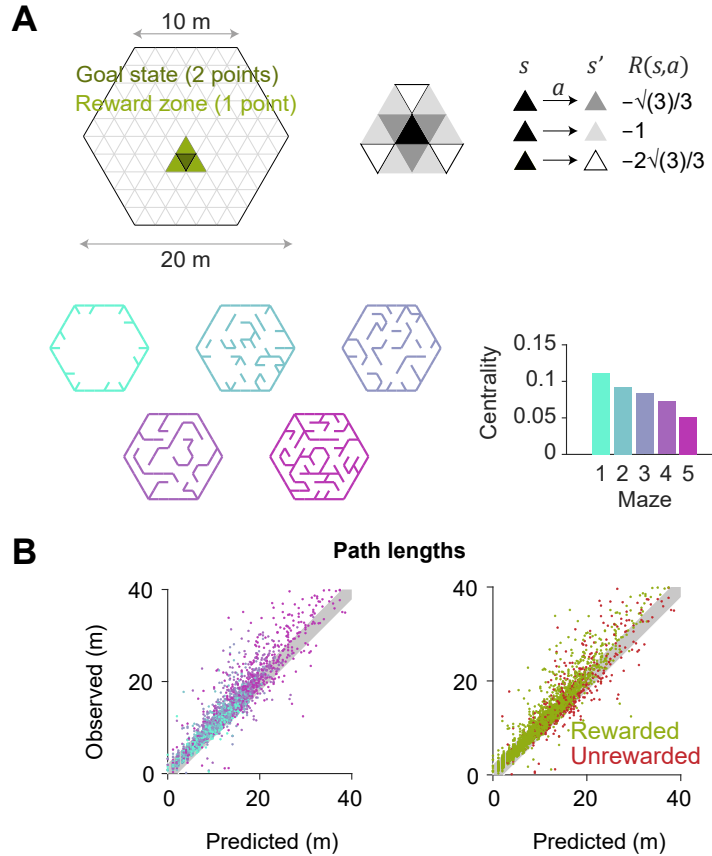 A
10 m
Goal state (2 points)
Reward zone (1 point)
20 m
s a s′ R(s,a)
−√(3)/3
−1
−2√(3)/3
Centrality
0.15
0.1
0.05
0
1 2 3 4 5
Maze
B
Path lengths
Observed (m)
40
20
0
0 20 40
Predicted (m)
40
20
0
Rewarded
Unrewarded
0 20 40
Predicted (m)